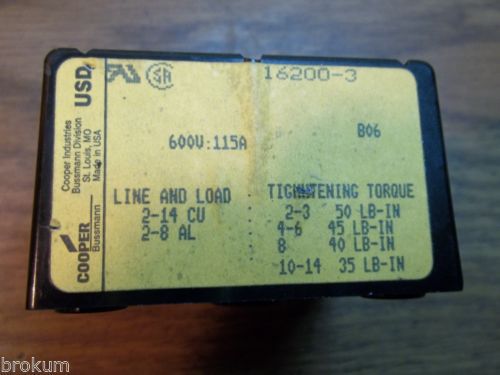 USD
Cooper Industries
Bussmann Division
St. Louis, MO
Made in USA
COOPER
Bussmann
16200-3
600V:115A
B06
LINE AND LOAD
2-14 CU
2-8 AL
TIGHTENING TORQUE
2-3 50 LB-IN
4-6 45 LB-IN
8 40 LB-IN
10-14 35 LB-IN
Photo by
brokum